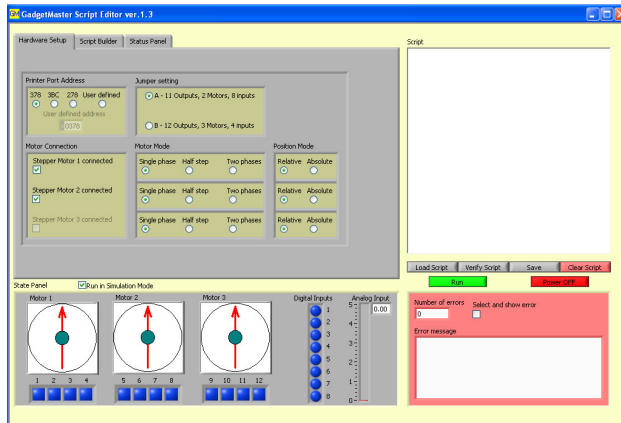 GM GadgetMaster Script Editor ver.1.3
Hardware Setup Script Builder Status Panel
Script
Printer Port Address
378 3BC 278 User defined
User defined address
0378
Jumper setting
A - 11 Outputs, 2 Motors, 8 inputs
B - 12 Outputs, 3 Motors, 4 inputs
Motor Connection
Stepper Motor 1 connected
Stepper Motor 2 connected
Stepper Motor 3 connected
Motor Mode
Single phase Half step Two phases
Single phase Half step Two phases
Single phase Half step Two phases
Position Mode
Relative Absolute
Relative Absolute
Relative Absolute
Load Script Verify Script Save Clear Script
Run Power OFF
State Panel Run in Simulation Mode
Motor 1 Motor 2 Motor 3
1 2 3 4 5 6 7 8 9 10 11 12
Digital Inputs
1
2
3
4
5
6
7
8
Analog Input
0.00
5
4
3
2
1
0
Number of errors
0
Select and show error
Error message